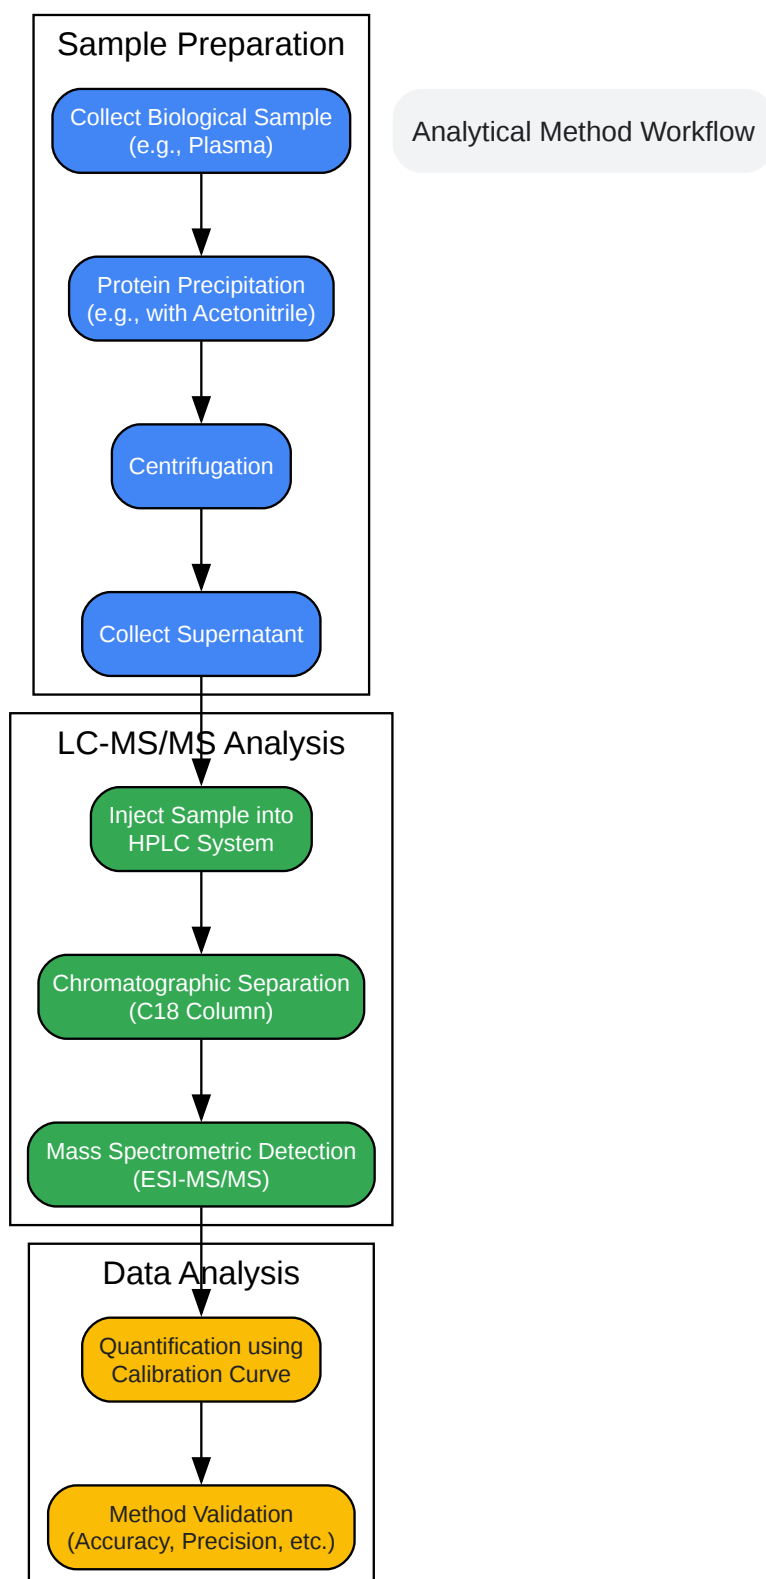 Sample Preparation
Collect Biological Sample
(e.g., Plasma)
Analytical Method Workflow
Protein Precipitation
(e.g., with Acetonitrile)
Centrifugation
Collect Supernatant
LC-MS/MS Analysis
Inject Sample into
HPLC System
Chromatographic Separation
(C18 Column)
Mass Spectrometric Detection
(ESI-MS/MS)
Data Analysis
Quantification using
Calibration Curve
Method Validation
(Accuracy, Precision, etc.)